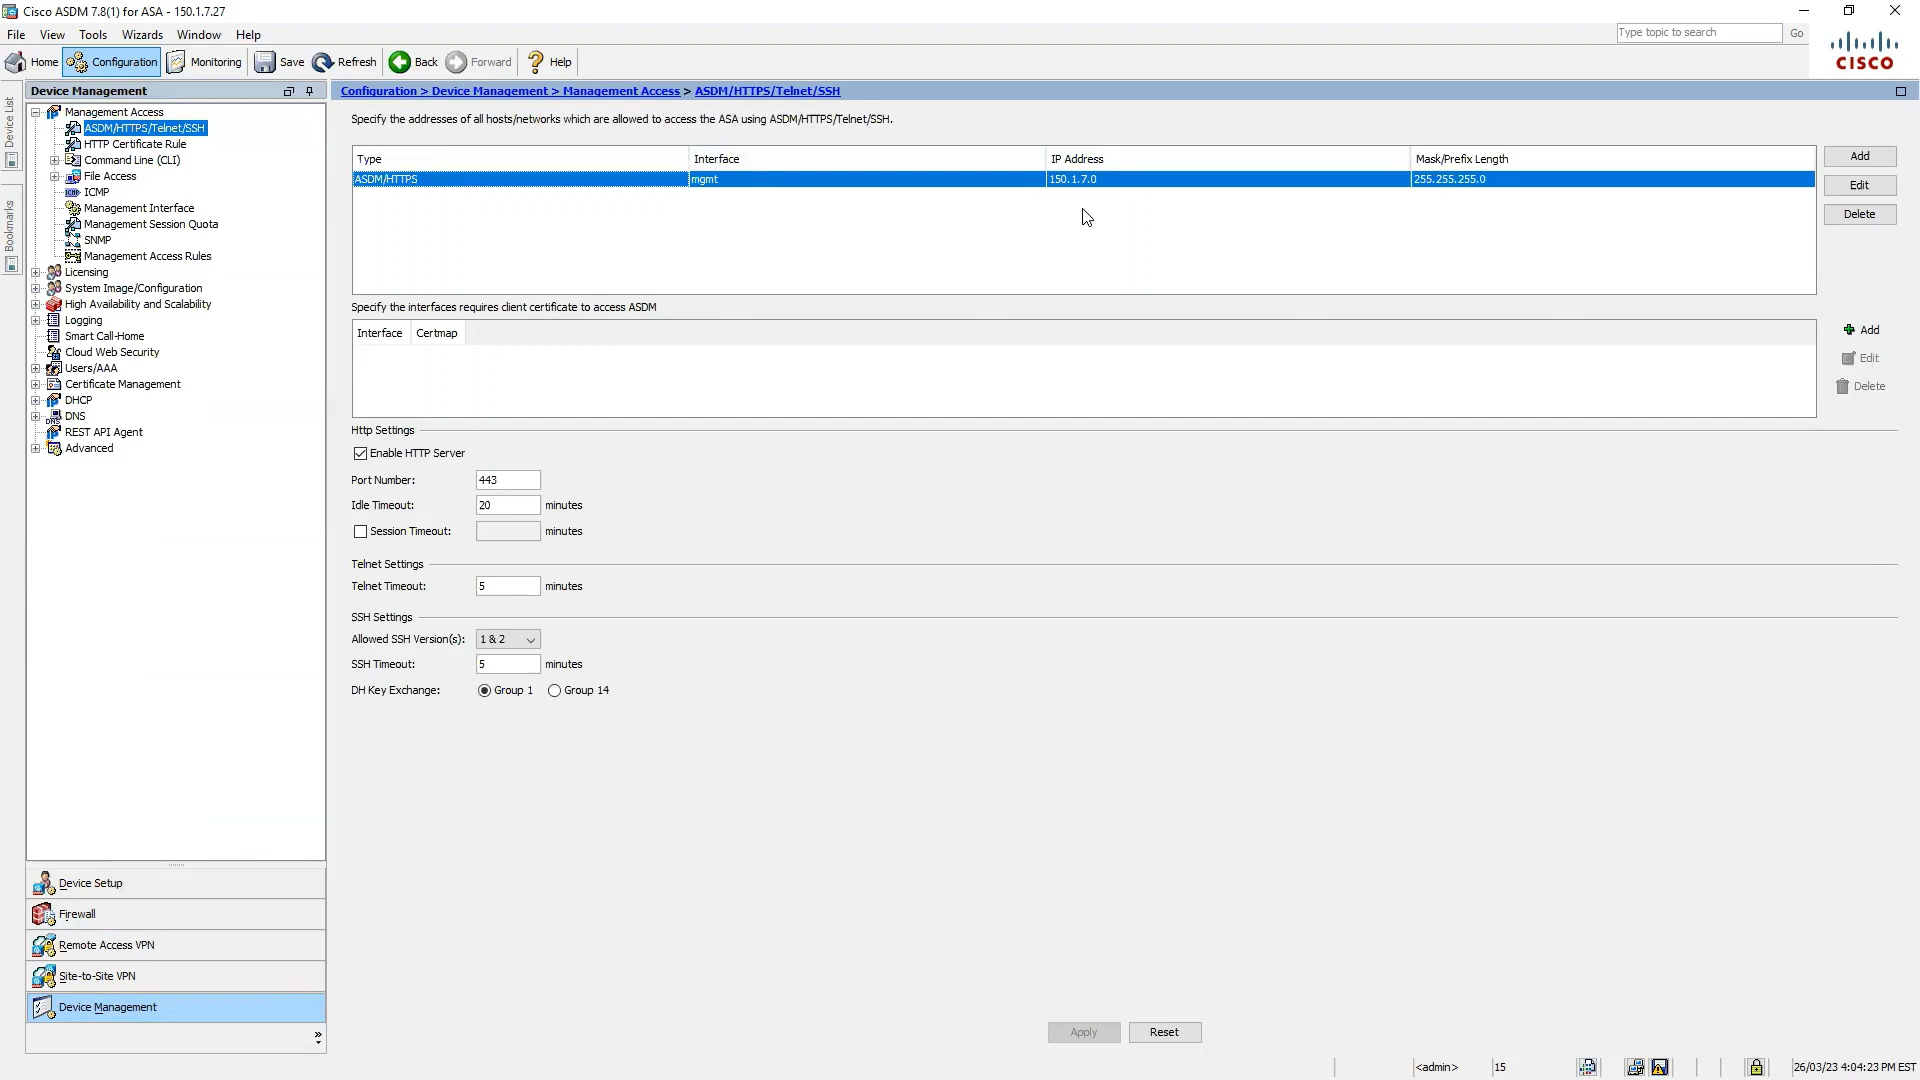 Cisco ASDM 7.8(1) for ASA - 150.1.7.27
File View Tools Wizards Window Help
Type topic to search Go
Home Configuration Monitoring Save Refresh Back Forward Help
CISCO
Device List
Bookmarks
Device Management
Management Access
ASDM/HTTPS/Telnet/SSH
HTTP Certificate Rule
Command Line (CLI)
File Access
ICMP
Management Interface
Management Session Quota
SNMP
Management Access Rules
Licensing
System Image/Configuration
High Availability and Scalability
Logging
Smart Call-Home
Cloud Web Security
Users/AAA
Certificate Management
DHCP
DNS
REST API Agent
Advanced
Device Setup
Firewall
Remote Access VPN
Site-to-Site VPN
Device Management
Configuration > Device Management > Management Access > ASDM/HTTPS/Telnet/SSH
Specify the addresses of all hosts/networks which are allowed to access the ASA using ASDM/HTTPS/Telnet/SSH.
Type Interface IP Address Mask/Prefix Length
ASDM/HTTPS mgmt 150.1.7.0 255.255.255.0
Add
Edit
Delete
Specify the interfaces requires client certificate to access ASDM
Interface Certmap
Add
Edit
Delete
Http Settings
Enable HTTP Server
Port Number: 443
Idle Timeout: 20 minutes
Session Timeout: minutes
Telnet Settings
Telnet Timeout: 5 minutes
SSH Settings
Allowed SSH Version(s): 1 & 2
SSH Timeout: 5 minutes
DH Key Exchange: Group 1 Group 14
Apply Reset
<admin> 15 26/03/23 4:04:23 PM EST